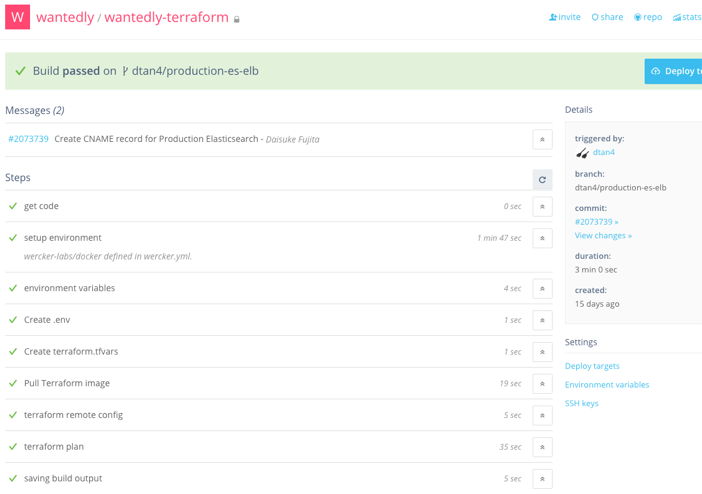 W wantedly / wantedly-terraform
invite share repo stats
Build passed on dtan4/production-es-elb
Deploy to
Messages (2)
#2073739 Create CNAME record for Production Elasticsearch - Daisuke Fujita
Steps
get code 0 sec
setup environment 1 min 47 sec
wercker-labs/docker defined in wercker.yml.
environment variables 4 sec
Create .env 1 sec
Create terraform.tfvars 1 sec
Pull Terraform image 19 sec
terraform remote config 5 sec
terraform plan 35 sec
saving build output 5 sec
Details
triggered by:
dtan4
branch:
dtan4/production-es-elb
commit:
#2073739 »
View changes »
duration:
3 min 0 sec
created:
15 days ago
Settings
Deploy targets
Environment variables
SSH keys